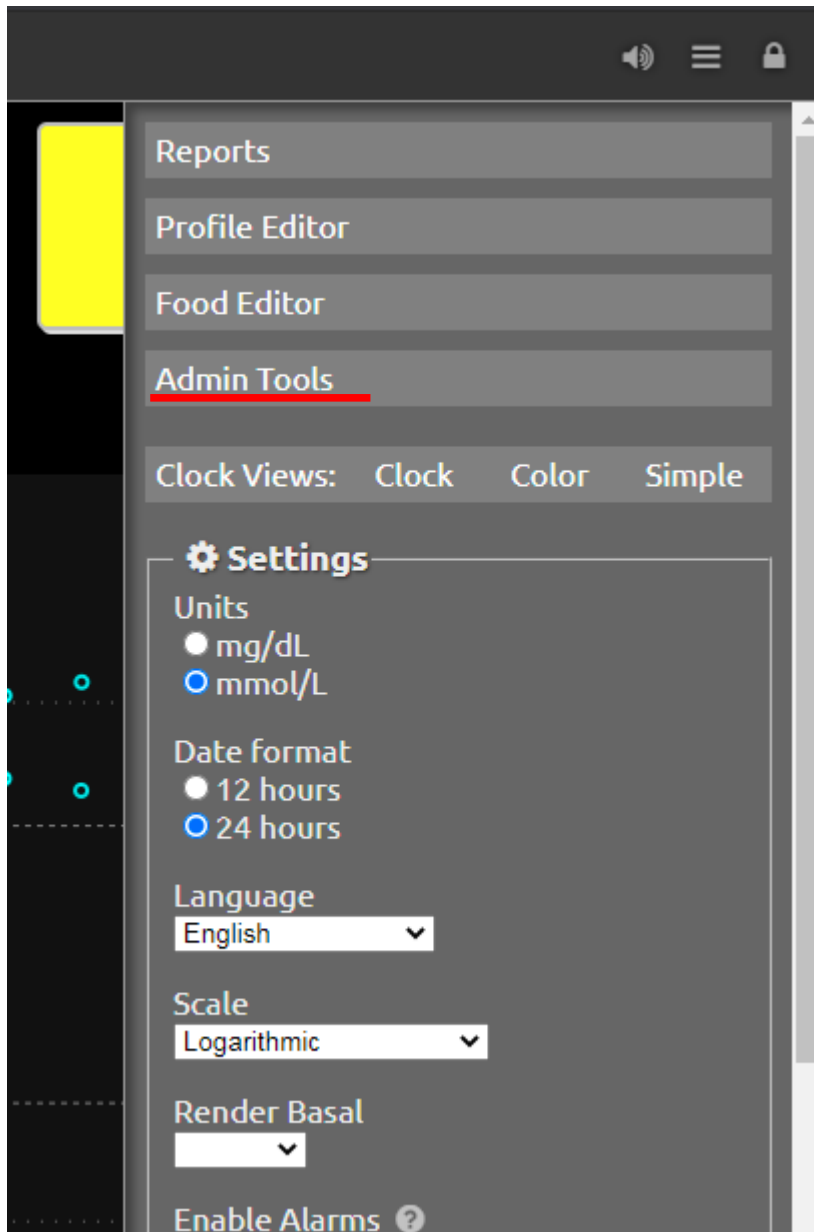 Reports
Profile Editor
Food Editor
Admin Tools
Clock Views: Clock Color Simple
Settings
Units
mg/dL
mmol/L
Date format
12 hours
24 hours
Language
English
Scale
Logarithmic
Render Basal
Enable Alarms ?